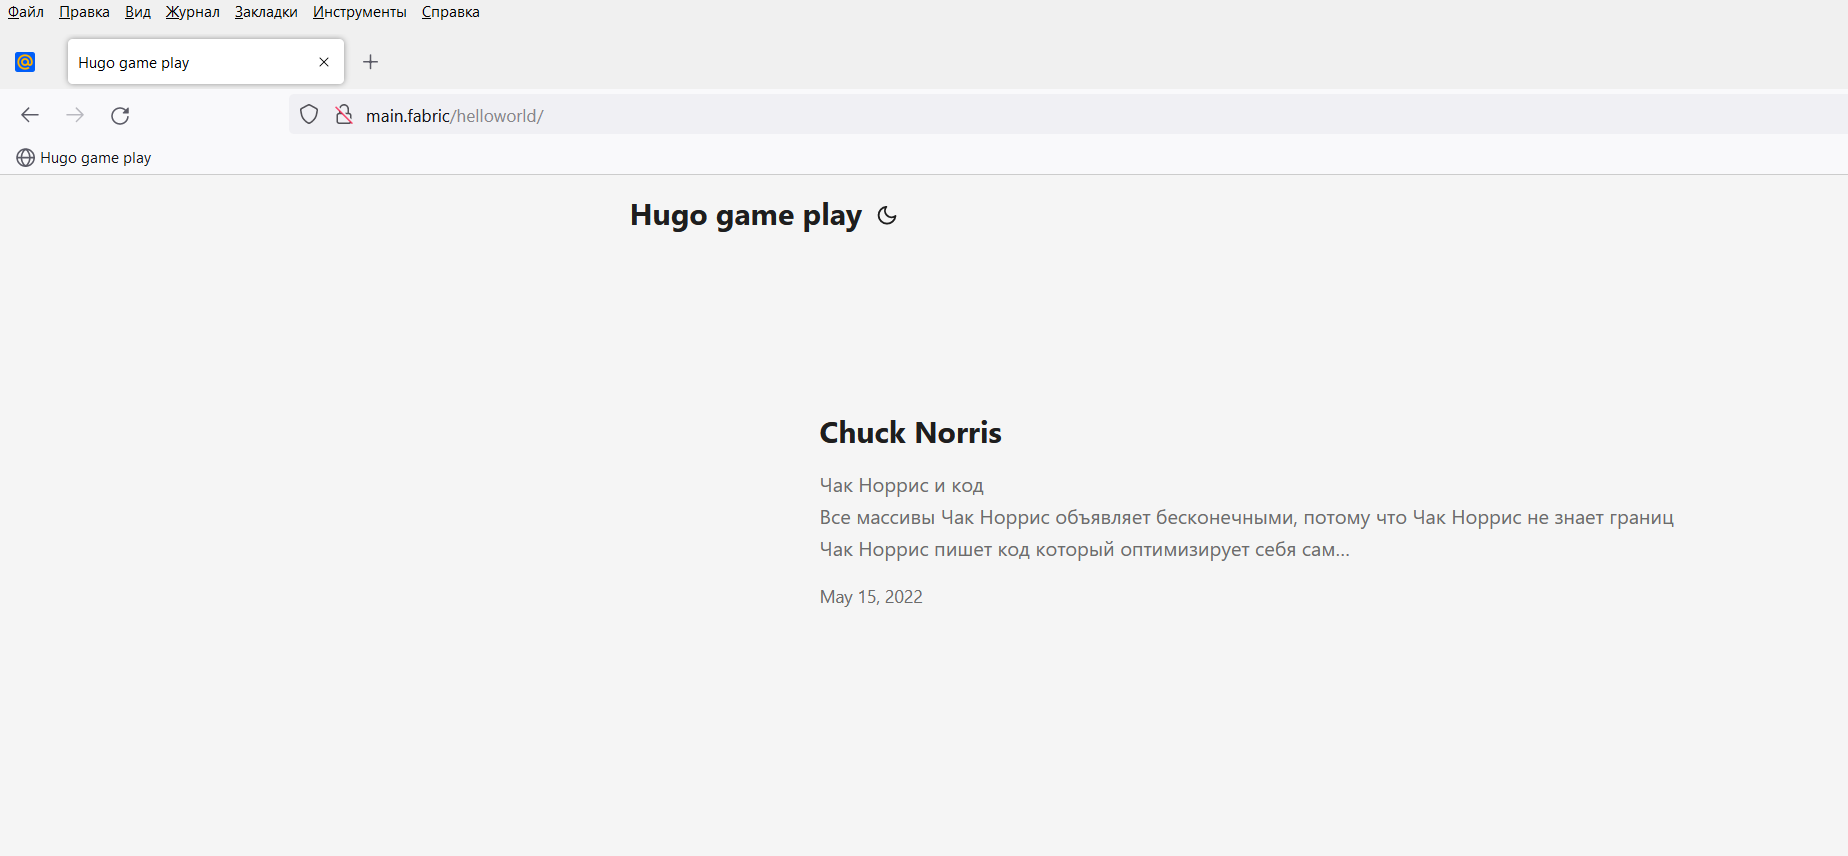 Файл Правка Вид Журнал Закладки Инструменты Справка
Hugo game play
main.fabric/helloworld/
Hugo game play
Hugo game play
Chuck Norris
Чак Норрис и код
Все массивы Чак Норрис объявляет бесконечными, потому что Чак Норрис не знает границ
Чак Норрис пишет код который оптимизирует себя сам...
May 15, 2022